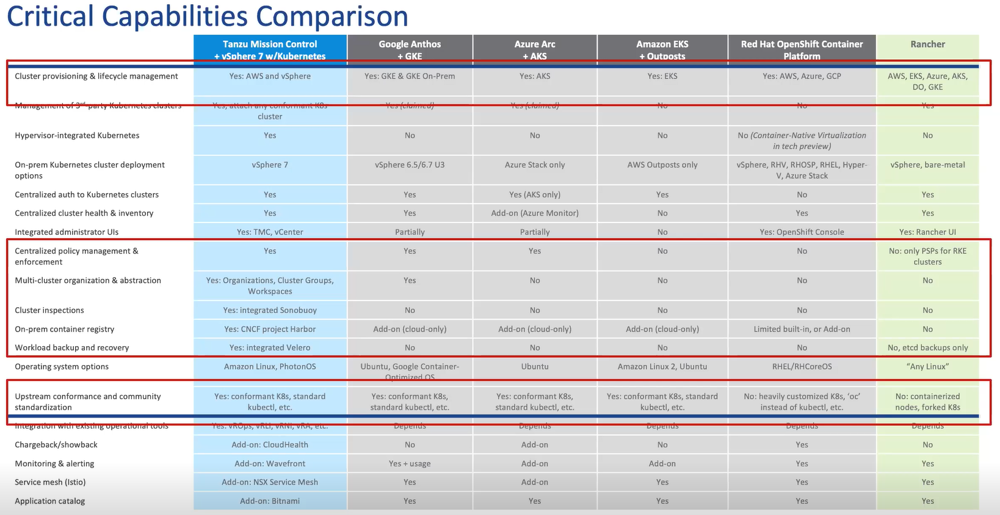 Critical Capabilities Comparison
Tanzu Mission Control
+ vSphere 7 w/Kubernetes
Google Anthos
+ GKE
Azure Arc
+ AKS
Amazon EKS
+ Outposts
Red Hat OpenShift Container
Platform
Rancher
Cluster provisioning & lifecycle management
Yes: AWS and vSphere
Yes: GKE & GKE On-Prem
Yes: AKS
Yes: EKS
Yes: AWS, Azure, GCP
AWS, EKS, Azure, AKS,
DO, GKE
Management of 3rd-party Kubernetes clusters
Yes, attach any conformant K8s
cluster
Yes (claimed)
Yes (claimed)
No
No
Yes
Hypervisor-integrated Kubernetes
Yes
No
No
No
No (Container-Native Virtualization
in tech preview)
No
On-prem Kubernetes cluster deployment
options
vSphere 7
vSphere 6.5/6.7 U3
Azure Stack only
AWS Outposts only
vSphere, RHV, RHOSP, RHEL, Hyper-
V, Azure Stack
vSphere, bare-metal
Centralized auth to Kubernetes clusters
Yes
Yes
Yes (AKS only)
Yes
No
Yes
Centralized cluster health & inventory
Yes
Yes
Add-on (Azure Monitor)
No
Yes
Yes
Integrated administrator UIs
Yes: TMC, vCenter
Partially
Partially
No
Yes: OpenShift Console
Yes: Rancher UI
Centralized policy management &
enforcement
Yes
Yes
Yes
No
No
No: only PSPs for RKE
clusters
Multi-cluster organization & abstraction
Yes: Organizations, Cluster Groups,
Workspaces
Yes
No
No
No
No
Cluster inspections
Yes: integrated Sonobuoy
No
No
No
No
No
On-prem container registry
Yes: CNCF project Harbor
Add-on (cloud-only)
Add-on (cloud-only)
Add-on (cloud-only)
Limited built-in, or Add-on
No
Workload backup and recovery
Yes: integrated Velero
No
No
No
No
No, etcd backups only
Operating system options
Amazon Linux, PhotonOS
Ubuntu, Google Container-
Optimized OS
Ubuntu
Amazon Linux 2, Ubuntu
RHEL/RHCoreOS
“Any Linux”
Upstream conformance and community
standardization
Yes: conformant K8s, standard
kubectl, etc.
Yes: conformant K8s,
standard kubectl, etc.
Yes: conformant K8s,
standard kubectl, etc.
Yes: conformant K8s, standard
kubectl, etc.
No: heavily customized K8s, ‘oc’
instead of kubectl, etc.
No: containerized
nodes, forked K8s
Integration with existing operational tools
Yes: vROps, vRLI, vRNI, vRA, etc.
Depends
Depends
Depends
Depends
Depends
Chargeback/showback
Add-on: CloudHealth
No
Add-on
No
Yes
No
Monitoring & alerting
Add-on: Wavefront
Yes + usage
Add-on
Add-on
Yes
Yes
Service mesh (Istio)
Add-on: NSX Service Mesh
Yes
Add-on
Yes
Yes
Yes
Application catalog
Add-on: Bitnami
Yes
Yes
Yes
Yes
Yes